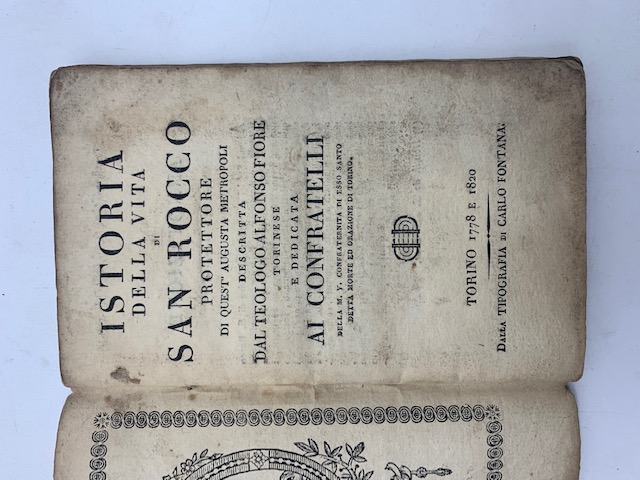 ISTORIA
DELLA VITA
DI
SAN ROCCO
PROTETTORE
DI QUEST' AUGUSTA METROPOLI
DESCRITTA
DAL TEOLOGO ALFONSO FIORE
TORINESE
E DEDICATA
AI CONFRATELLI
DELLA M. V. CONFRATERNITA DI ESSO SANTO
DETTA MORTE ED ORAZIONE DI TORINO.
TORINO 1778 E 1820
DALLA TIPOGRAFIA DI CARLO FONTANA.